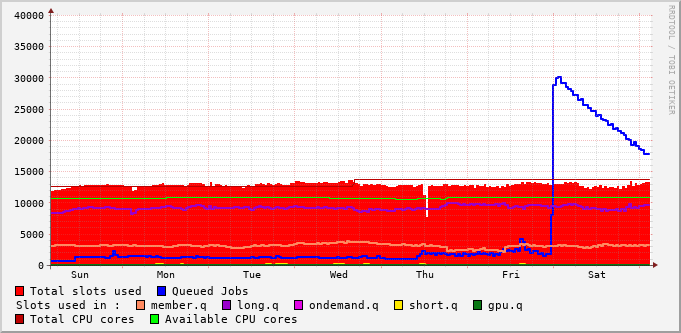 RRDTOOL / TOBI OETIKER
40000
35000
30000
25000
20000
15000
10000
5000
0
Sun Mon Tue Wed Thu Fri Sat
Total slots used Queued Jobs
Slots used in : member.q long.q ondemand.q short.q gpu.q
Total CPU cores Available CPU cores